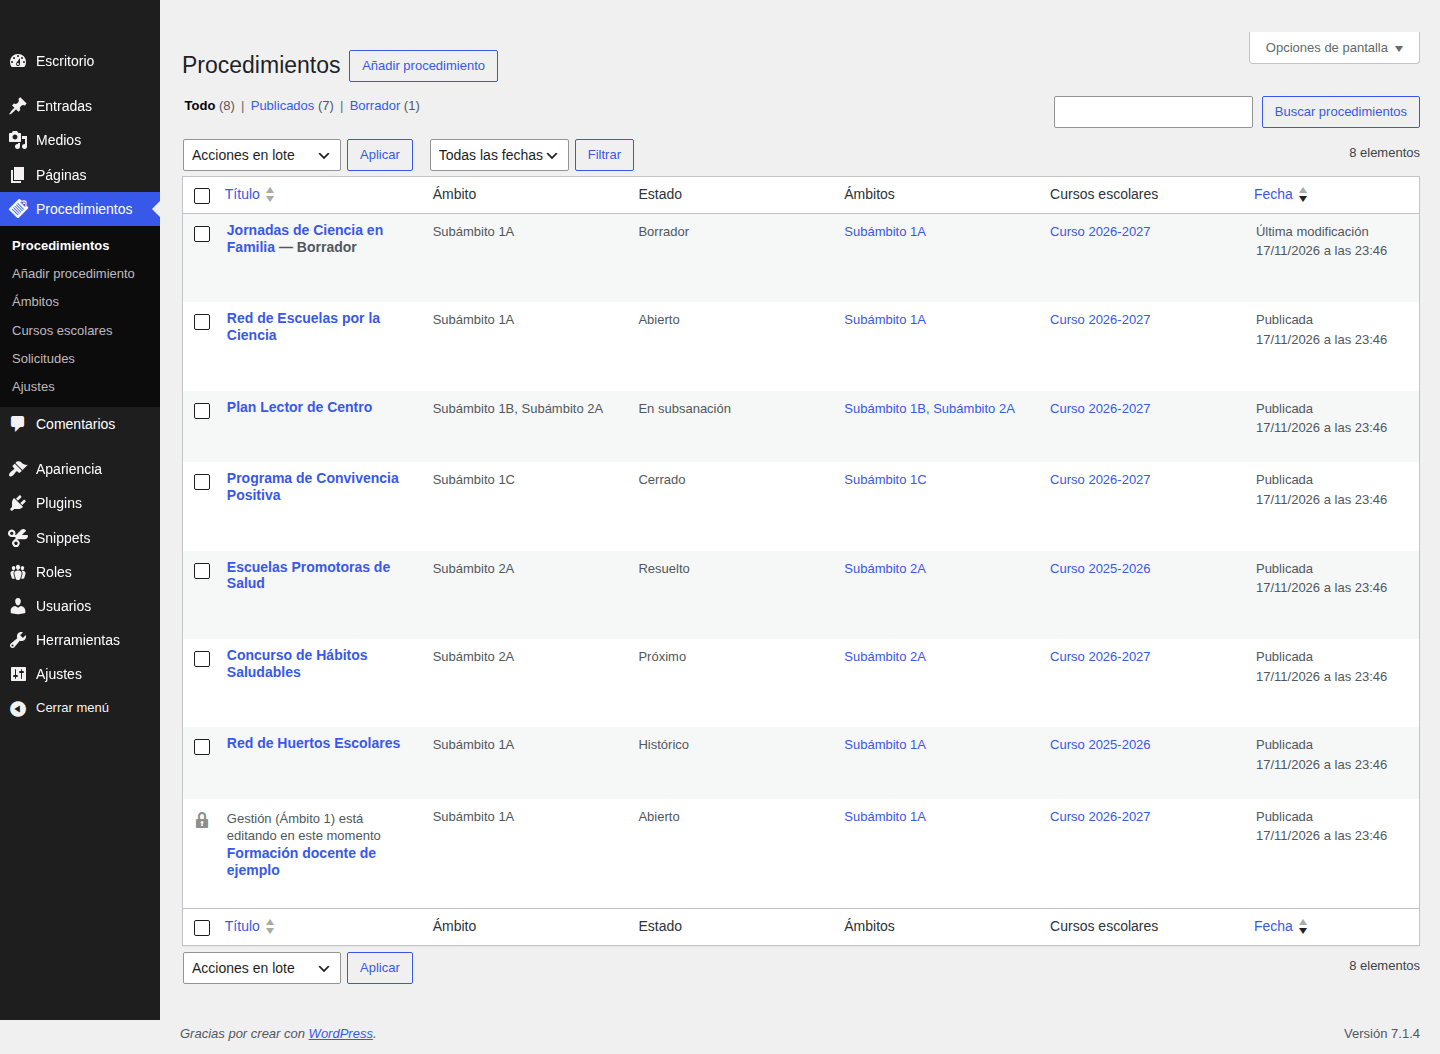 Escritorio
Entradas
Medios
Páginas
Procedimientos
Procedimientos
Añadir procedimiento
Ámbitos
Cursos escolares
Solicitudes
Ajustes
Comentarios
Apariencia
Plugins
Snippets
Roles
Usuarios
Herramientas
Ajustes
Cerrar menú
Opciones de pantalla
Procedimientos Añadir procedimiento
Todo (8) | Publicados (7) | Borrador (1)
Buscar procedimientos
Acciones en lote Aplicar Todas las fechas Filtrar 8 elementos
Título Ámbito Estado Ámbitos Cursos escolares Fecha
Jornadas de Ciencia en Subámbito 1A Borrador Subámbito 1A Curso 2026-2027 Última modificación
Familia — Borrador 17/11/2026 a las 23:46
Red de Escuelas por la Subámbito 1A Abierto Subámbito 1A Curso 2026-2027 Publicada
Ciencia 17/11/2026 a las 23:46
Plan Lector de Centro Subámbito 1B, Subámbito 2A En subsanación Subámbito 1B, Subámbito 2A Curso 2026-2027 Publicada
17/11/2026 a las 23:46
Programa de Convivencia Subámbito 1C Cerrado Subámbito 1C Curso 2026-2027 Publicada
Positiva 17/11/2026 a las 23:46
Escuelas Promotoras de Subámbito 2A Resuelto Subámbito 2A Curso 2025-2026 Publicada
Salud 17/11/2026 a las 23:46
Concurso de Hábitos Subámbito 2A Próximo Subámbito 2A Curso 2026-2027 Publicada
Saludables 17/11/2026 a las 23:46
Red de Huertos Escolares Subámbito 1A Histórico Subámbito 1A Curso 2025-2026 Publicada
17/11/2026 a las 23:46
Gestión (Ámbito 1) está Subámbito 1A Abierto Subámbito 1A Curso 2026-2027 Publicada
editando en este momento 17/11/2026 a las 23:46
Formación docente de
ejemplo
Título Ámbito Estado Ámbitos Cursos escolares Fecha
Acciones en lote Aplicar 8 elementos
Gracias por crear con WordPress. Versión 7.1.4